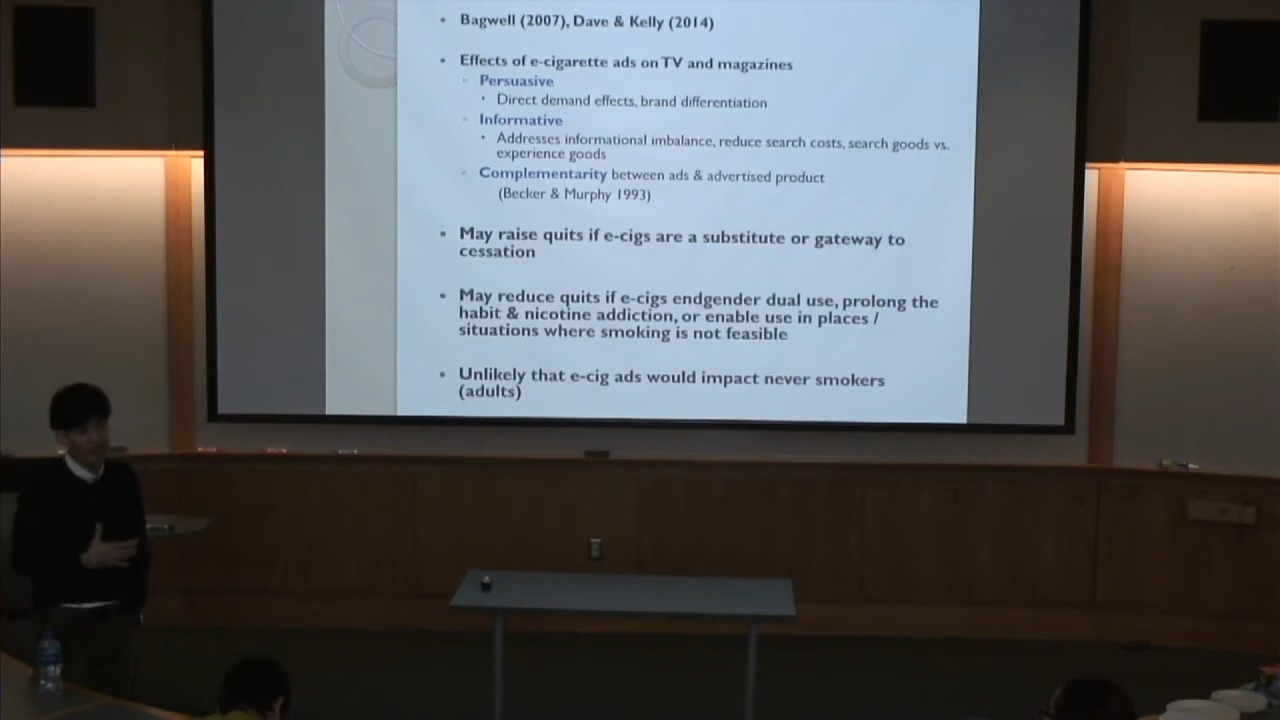 • Bagwell (2007), Dave & Kelly (2014)
• Effects of e-cigarette ads on TV and magazines
Persuasive
• Direct demand effects, brand differentiation
Informative
• Addresses informational imbalance, reduce search costs, search goods vs.
experience goods
Complementarity between ads & advertised product
(Becker & Murphy 1993)
• May raise quits if e-cigs are a substitute or gateway to
cessation
• May reduce quits if e-cigs endgender dual use, prolong the
habit & nicotine addiction, or enable use in places /
situations where smoking is not feasible
• Unlikely that e-cig ads would impact never smokers
(adults)